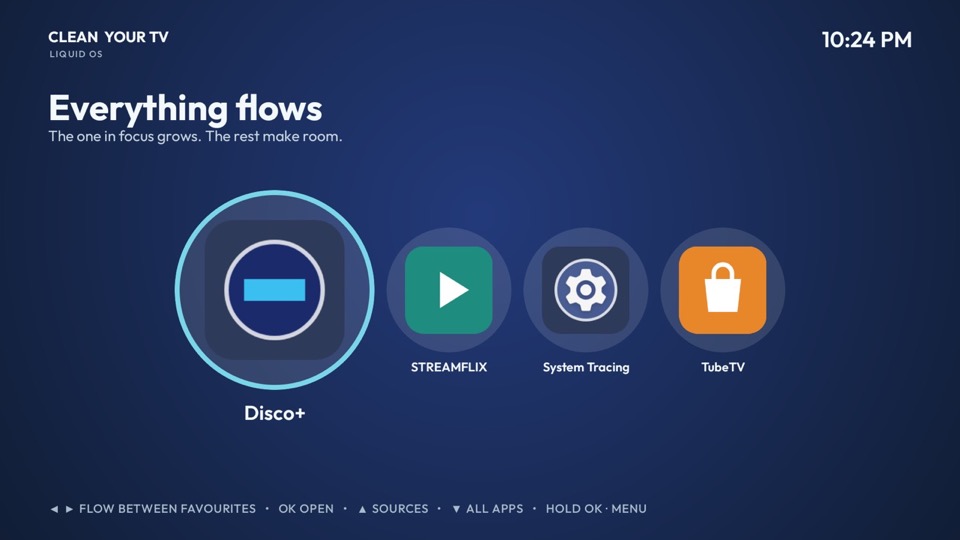 CLEAN YOUR TV
LIQUID OS
10:24 PM
Everything flows
The one in focus grows. The rest make room.
Disco+
STREAMFLIX
System Tracing
TubeTV
◄ ► FLOW BETWEEN FAVOURITES • OK OPEN • ▲ SOURCES • ▼ ALL APPS • HOLD OK · MENU